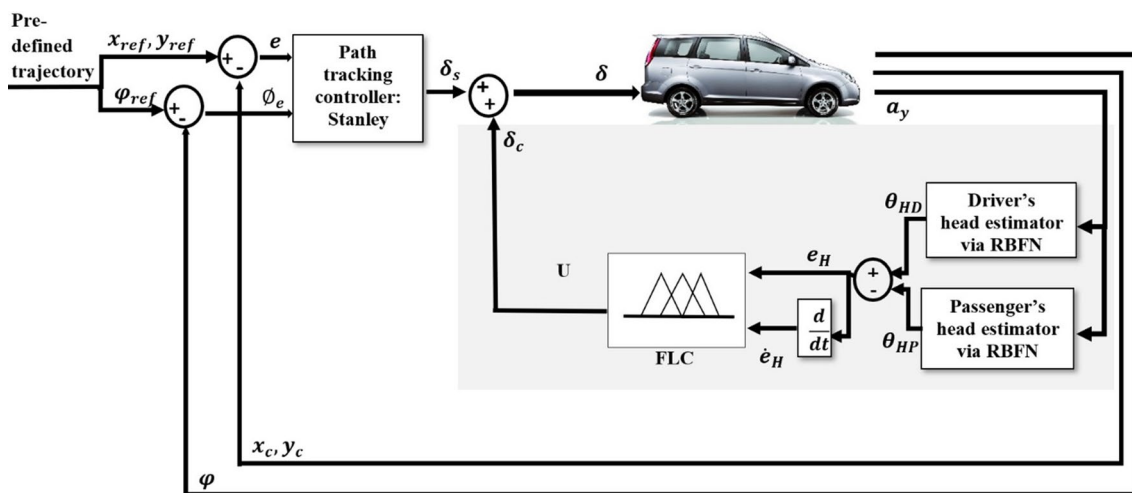 Pre-
defined
trajectory
x_ref, y_ref
φ_ref
+
-
+
-
e
∅_e
Path
tracking
controller:
Stanley
δ_s
+
+
δ
δ_c
a_y
Driver's
head estimator
via RBFN
θ_HD
Passenger's
head estimator
via RBFN
θ_HP
+
-
e_H
d
dt
ė_H
FLC
U
x_c, y_c
φ